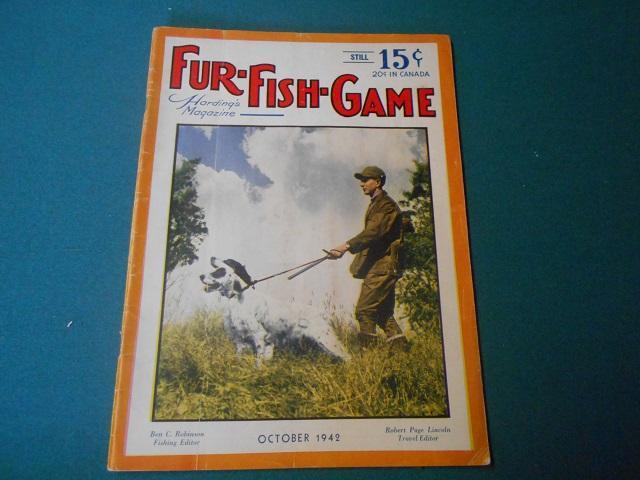 STILL 15¢
20¢ IN CANADA
FUR-FISH-GAME
Harding's
Magazine
Ben C. Robinson
Fishing Editor
OCTOBER 1942
Robert Page Lincoln
Travel Editor